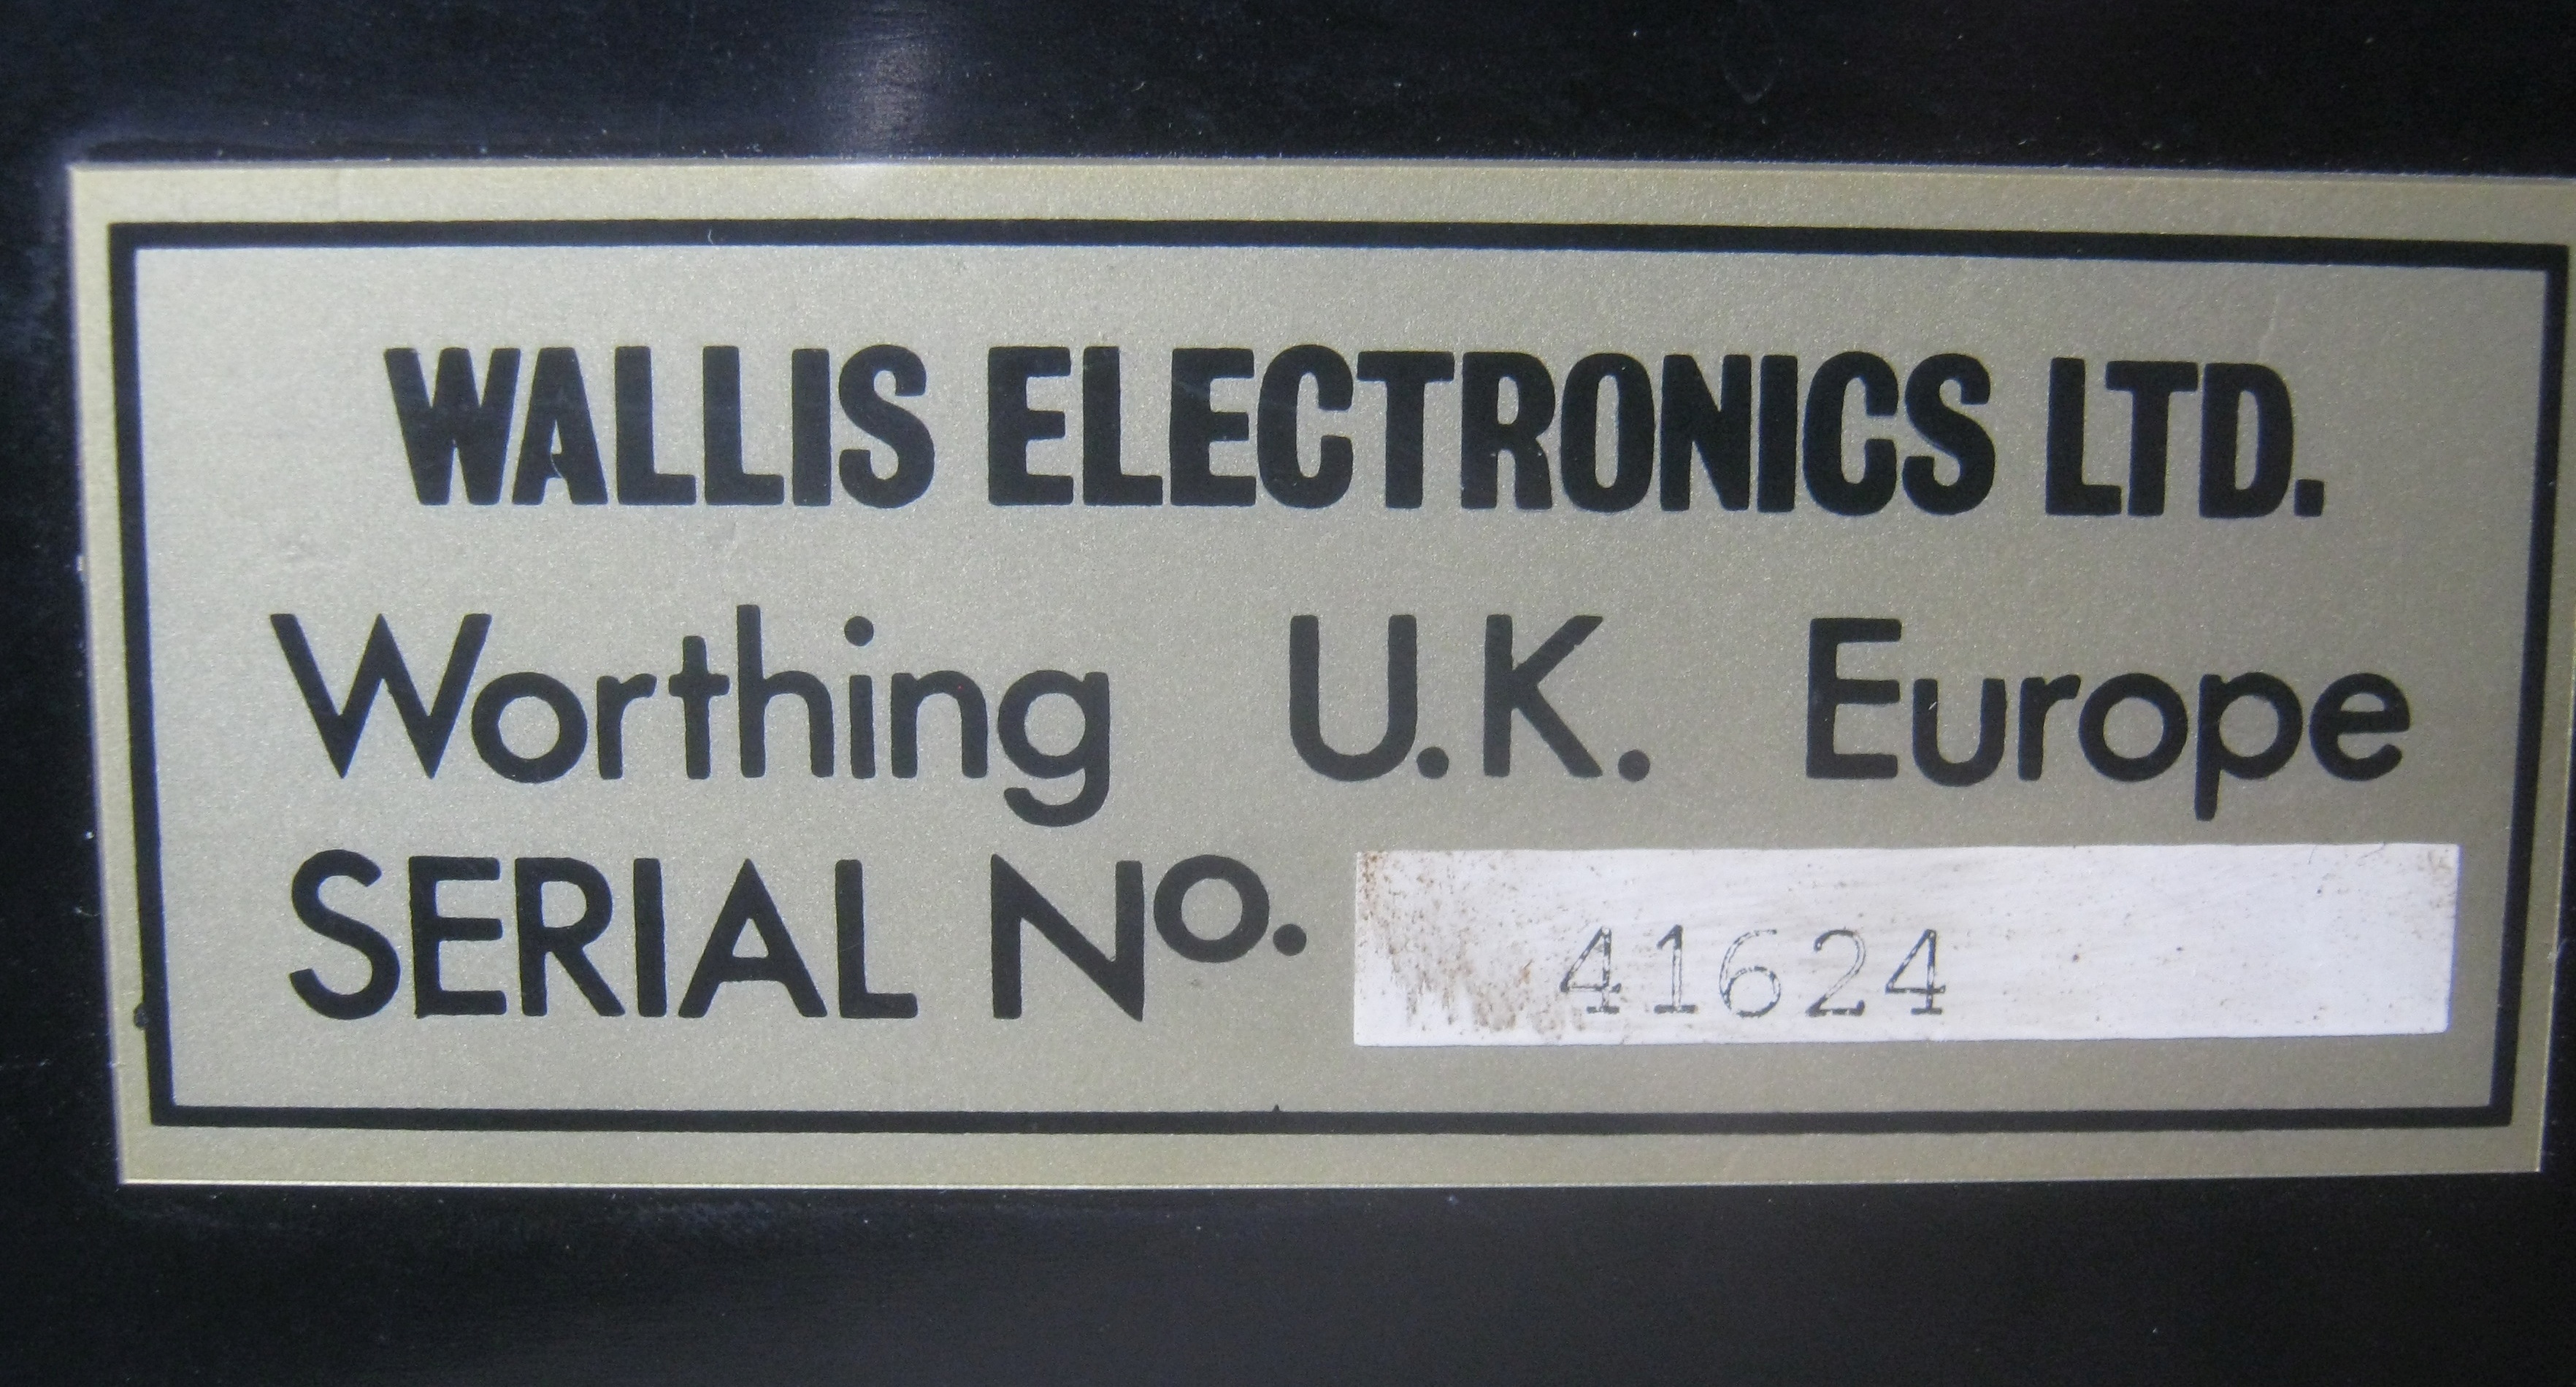 WALLIS ELECTRONICS LTD.
Worthing U.K. Europe
SERIAL No. 41624